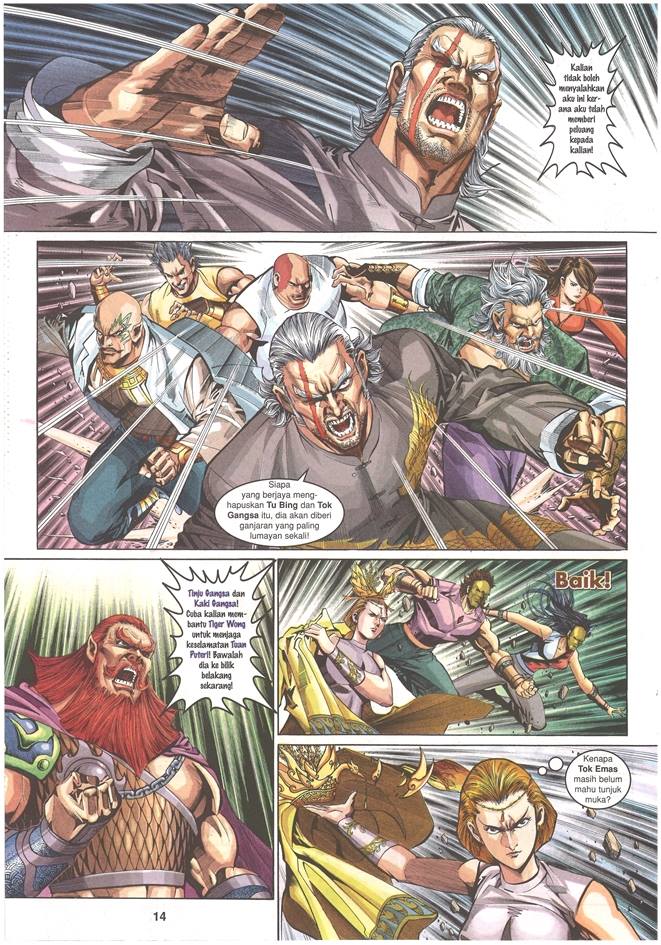 Kalian
tidak boleh
menyalahkan
aku ini ker-
ana aku telah
memberi
peluang
kepada
kalian!
Siapa
yang berjaya meng-
hapuskan Tu Bing dan Tok
Gangsa itu, dia akan diberi
ganjaran yang paling
lumayan sekali!
Tinju Gangsa dan
Kaki Gangsa!
Cuba kalian mem-
bantu Tiger Wong
untuk menjaga
keselamatan Tuan
Puteri! Bawalah
dia ke bilik
belakang
sekarang!
Baik!
Kenapa
Tok Emas
masih belum
mahu tunjuk
muka?
14